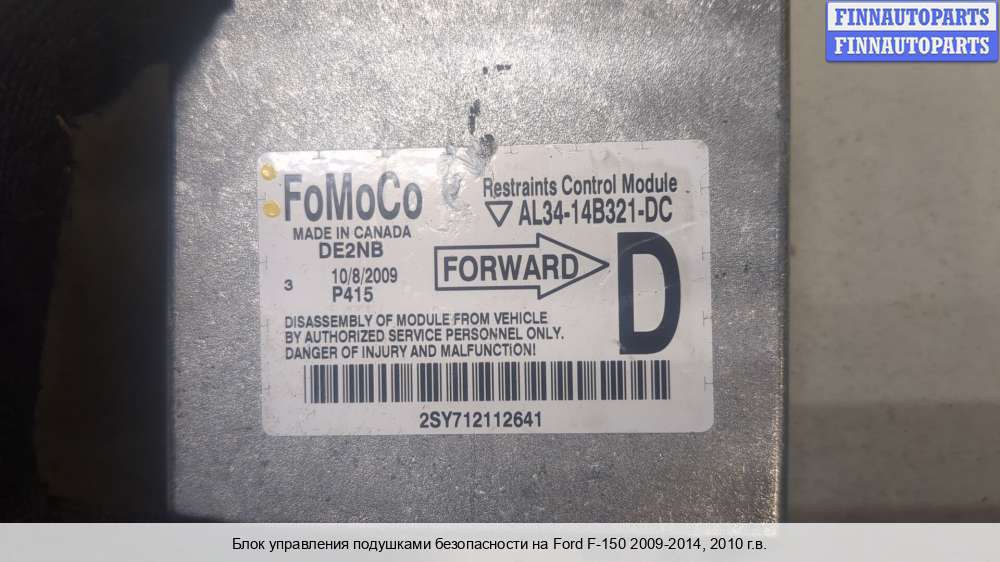 FINNAUTOPARTS
FINNAUTOPARTS
FoMoCo
MADE IN CANADA
DE2NB
3 10/8/2009
P415
Restraints Control Module
AL34-14B321-DC
FORWARD
D
DISASSEMBLY OF MODULE FROM VEHICLE
BY AUTHORIZED SERVICE PERSONNEL ONLY.
DANGER OF INJURY AND MALFUNCTION!
2SY712112641
Блок управления подушками безопасности на Ford F-150 2009-2014, 2010 г.в.